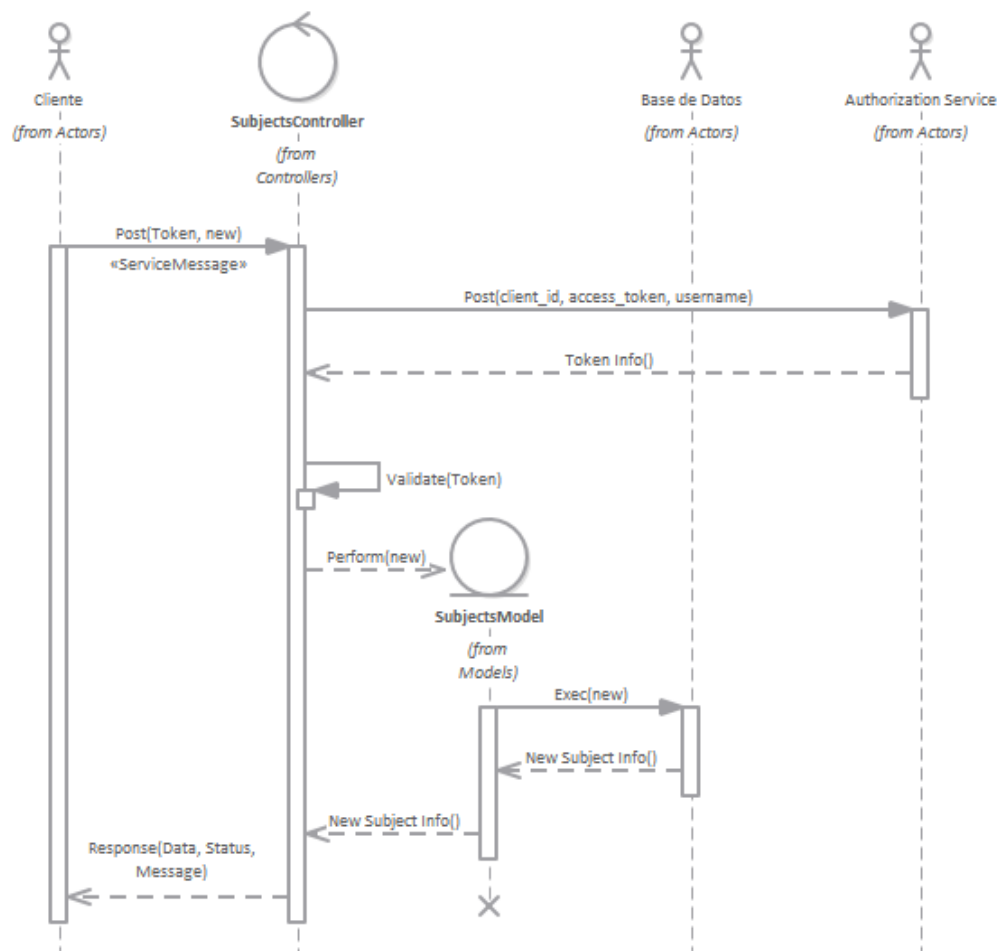 Cliente
(from Actors)
SubjectsController
(from
Controllers)
Base de Datos
(from Actors)
Authorization Service
(from Actors)
Post(Token, new)
«ServiceMessage»
Post(client_id, access_token, username)
Token Info()
Validate(Token)
Perform(new)
SubjectsModel
(from
Models)
Exec(new)
New Subject Info()
New Subject Info()
Response(Data, Status,
Message)